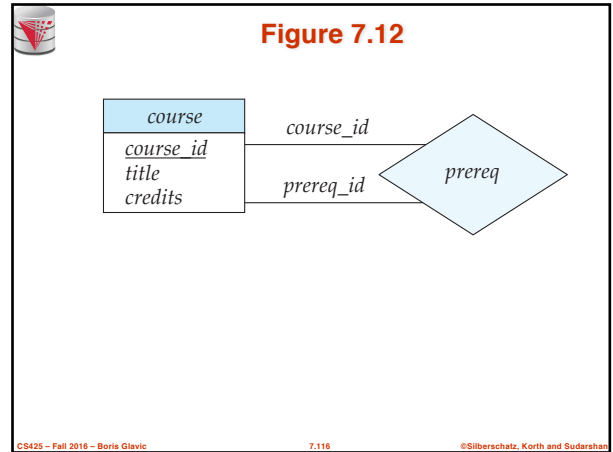 Figure 7.12
course
course_id
title
credits
course_id
prereq_id
prereq
CS425 – Fall 2016 – Boris Glavic
7.116
©Silberschatz, Korth and Sudarshan